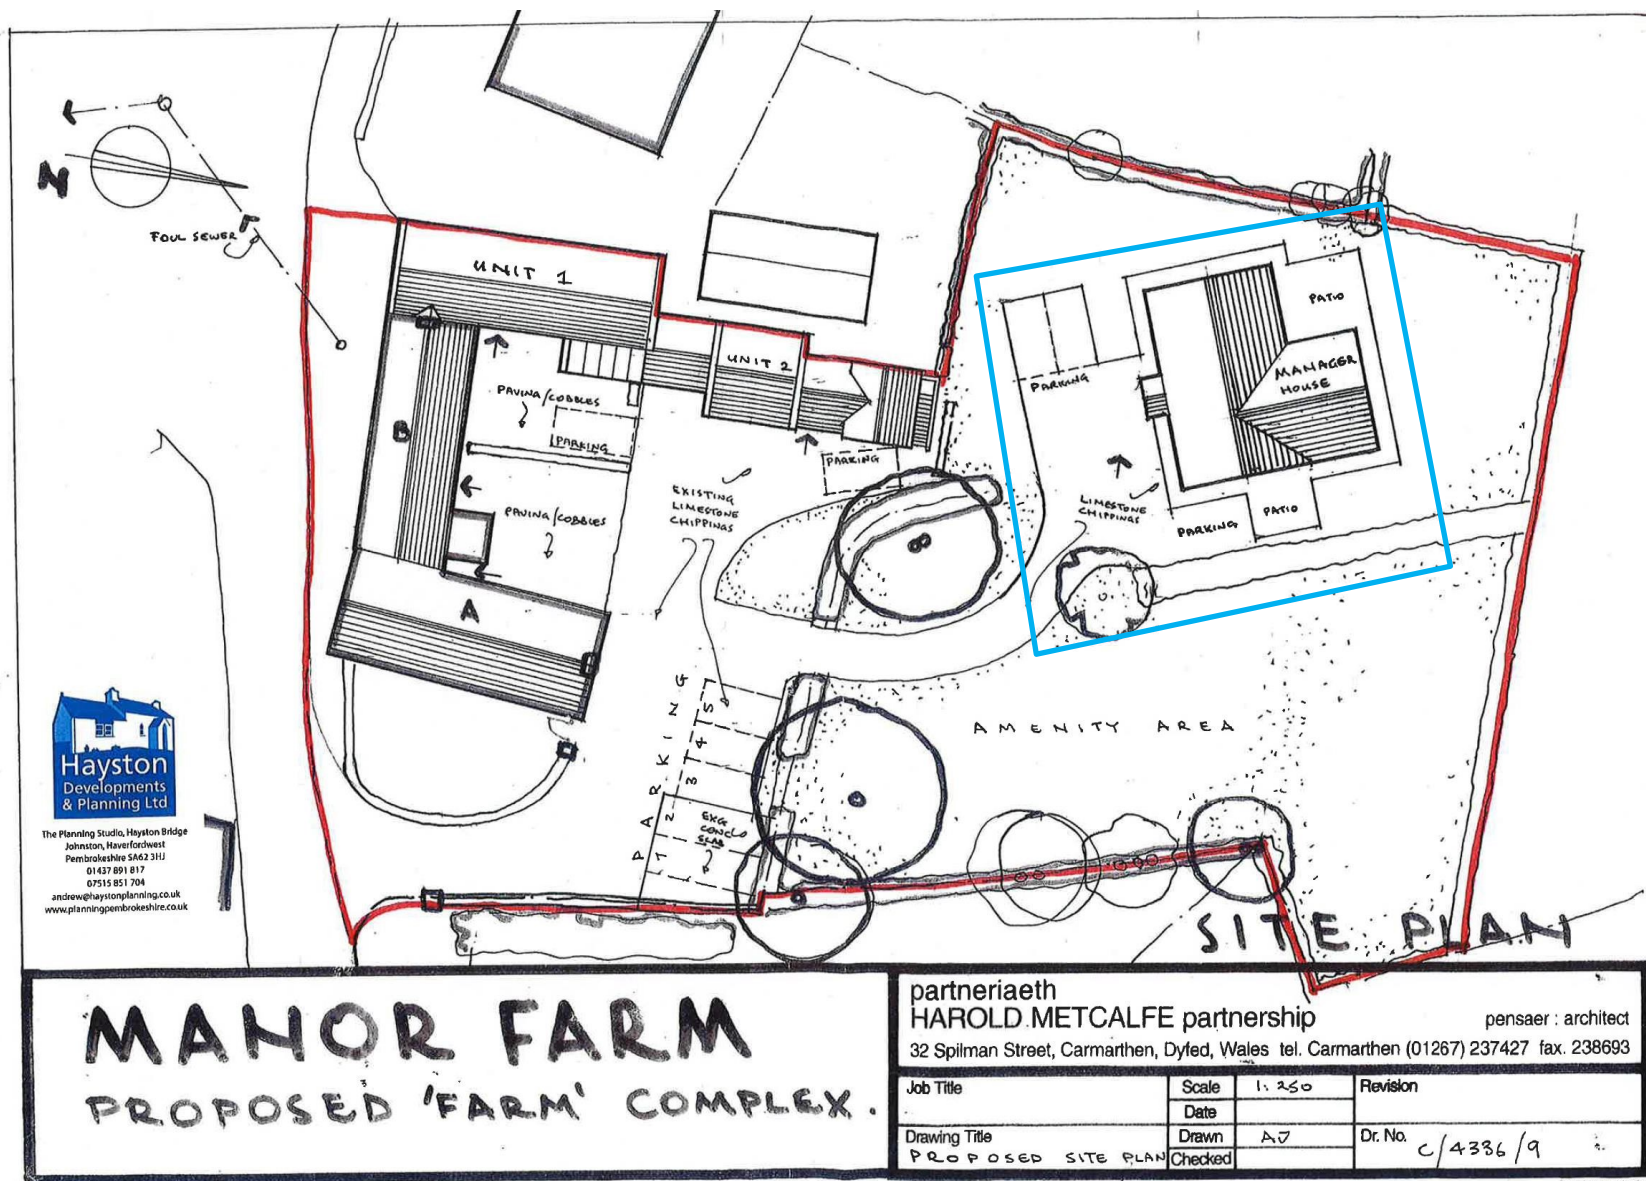 N
FOUL SEWER
UNIT 1
UNIT 2
B
A
PAVING/COBBLES
PARKING
PAVING/COBBLES
PARKING
EXISTING
LIMESTONE
CHIPPINGS
PARKING
PATIO
MANAGER
HOUSE
LIMESTONE
CHIPPINGS
PARKING
PATIO
AMENITY AREA
PARKING
1 2 3 4 5
EXG
CONC
SLAB
SITE PLAN
Hayston
Developments
& Planning Ltd
The Planning Studio, Hayston Bridge
Johnston, Haverfordwest
Pembrokeshire SA62 3HJ
01437 891 817
07515 851 704
andrew@haystonplanning.co.uk
www.planningpembrokeshire.co.uk
MANOR FARM
PROPOSED 'FARM' COMPLEX.
partneriaeth
HAROLD METCALFE partnership
pensaer : architect
32 Spilman Street, Carmarthen, Dyfed, Wales tel. Carmarthen (01267) 237427 fax. 238693
Job Title
Scale 1:250
Revision
Date
Drawing Title
PROPOSED SITE PLAN
Drawn AJ
Checked
Dr. No. C/4336/9